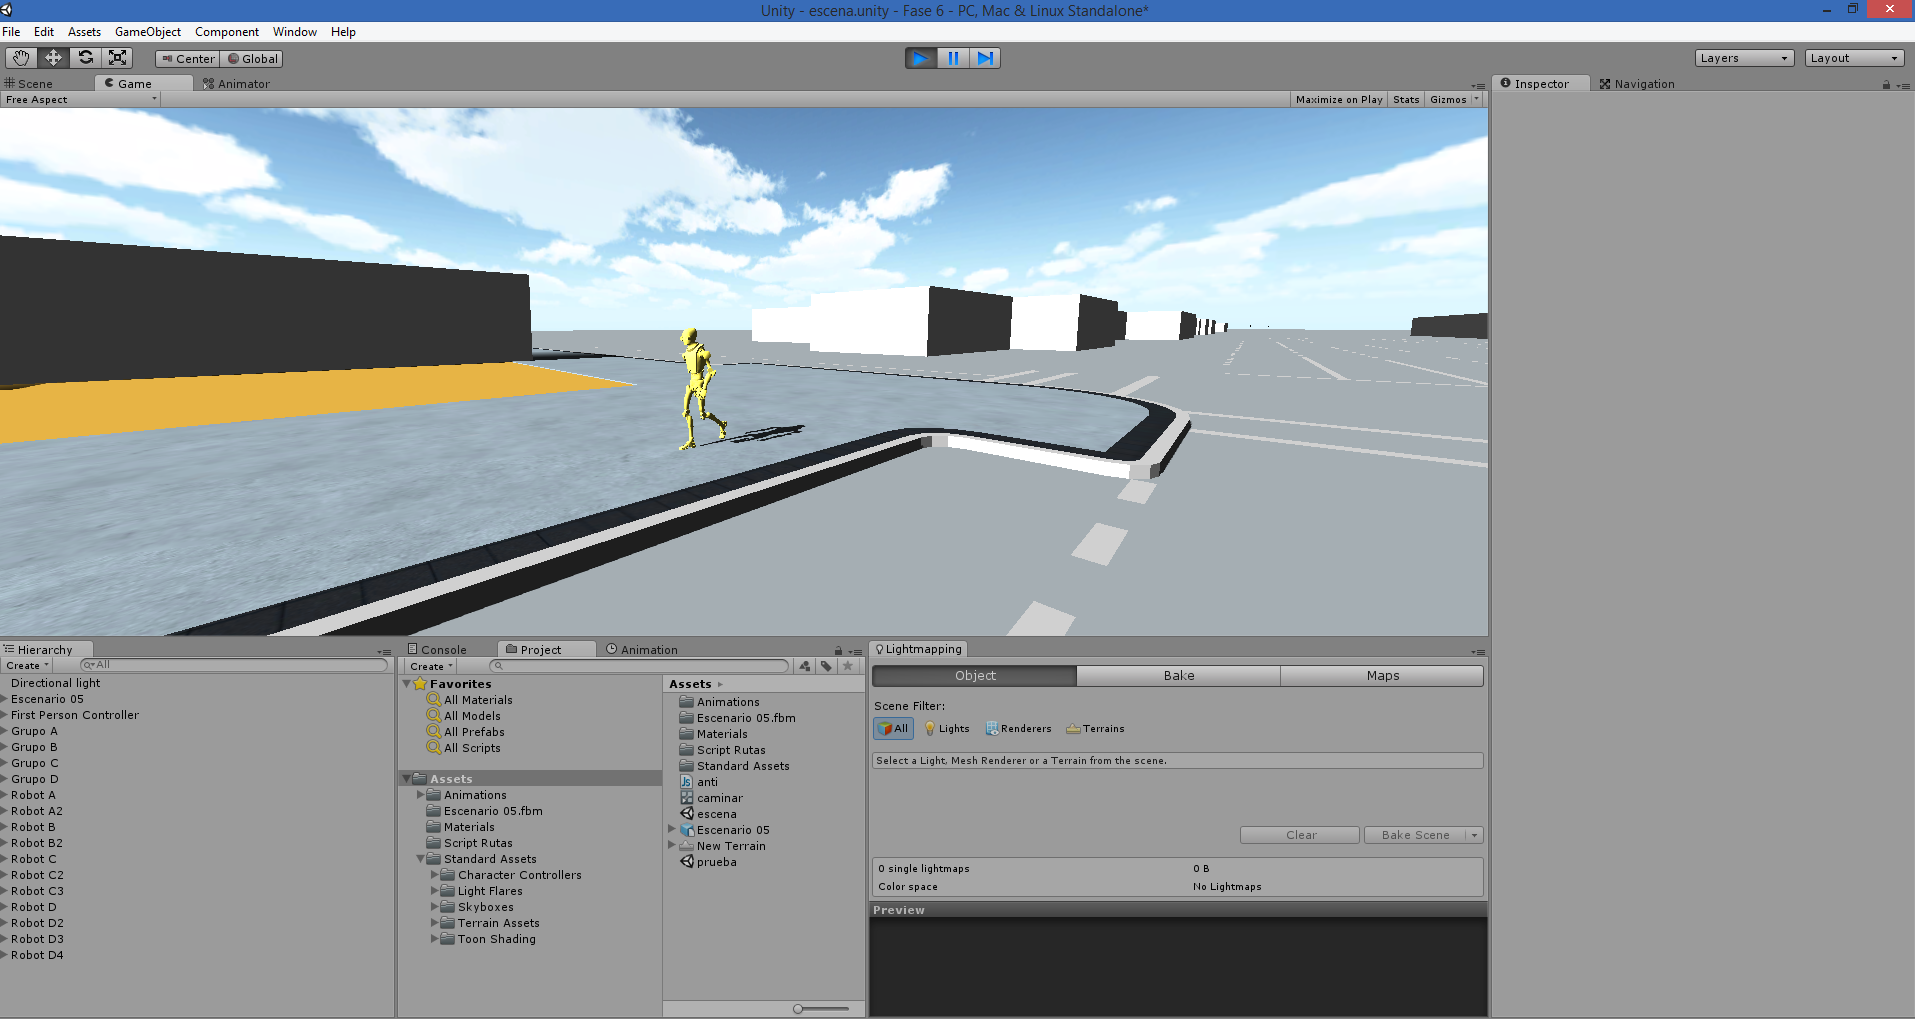 Unity - escena.unity - Fase 6 - PC, Mac & Linux Standalone*
File Edit Assets GameObject Component Window Help
Center Global
Layers Layout
Scene Game Animator
Inspector Navigation
Free Aspect
Maximize on Play Stats Gizmos
Hierarchy
Create All
Directional light
Escenario 05
First Person Controller
Grupo A
Grupo B
Grupo C
Grupo D
Robot A
Robot A2
Robot B
Robot B2
Robot C
Robot C2
Robot C3
Robot D
Robot D2
Robot D3
Robot D4
Console Project Animation
Create
Favorites
All Materials
All Models
All Prefabs
All Scripts
Assets
Animations
Escenario 05.fbm
Materials
Script Rutas
Standard Assets
Character Controllers
Light Flares
Skyboxes
Terrain Assets
Toon Shading
Assets
Animations
Escenario 05.fbm
Materials
Script Rutas
Standard Assets
Js anti
caminar
escena
Escenario 05
New Terrain
prueba
Lightmapping
Object Bake Maps
Scene Filter:
All Lights Renderers Terrains
Select a Light, Mesh Renderer or a Terrain from the scene.
Clear Bake Scene
0 single lightmaps 0 B
Color space No Lightmaps
Preview